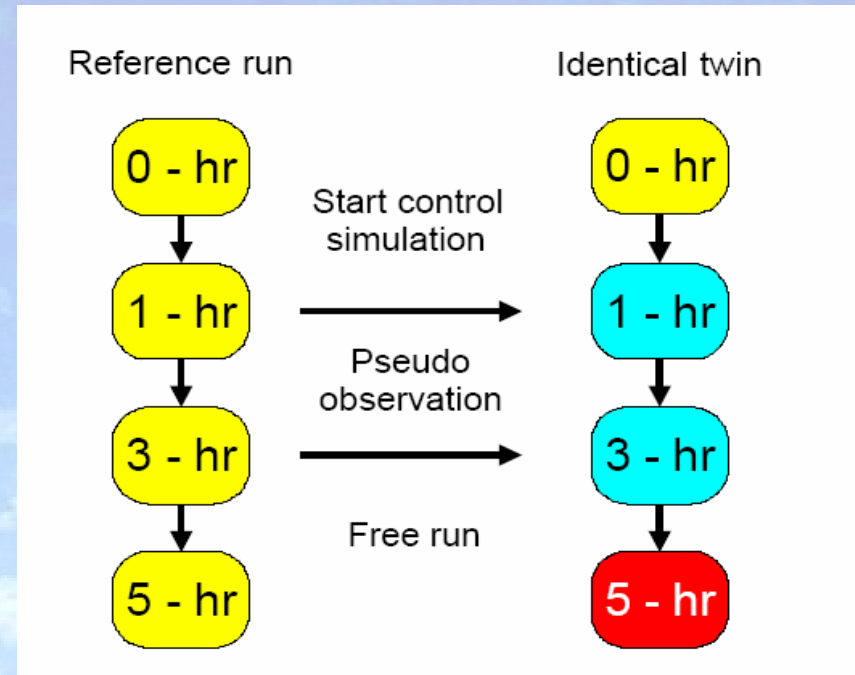 Reference run
Identical twin
0 - hr
0 - hr
Start control
simulation
1 - hr
1 - hr
Pseudo
observation
3 - hr
3 - hr
Free run
5 - hr
5 - hr